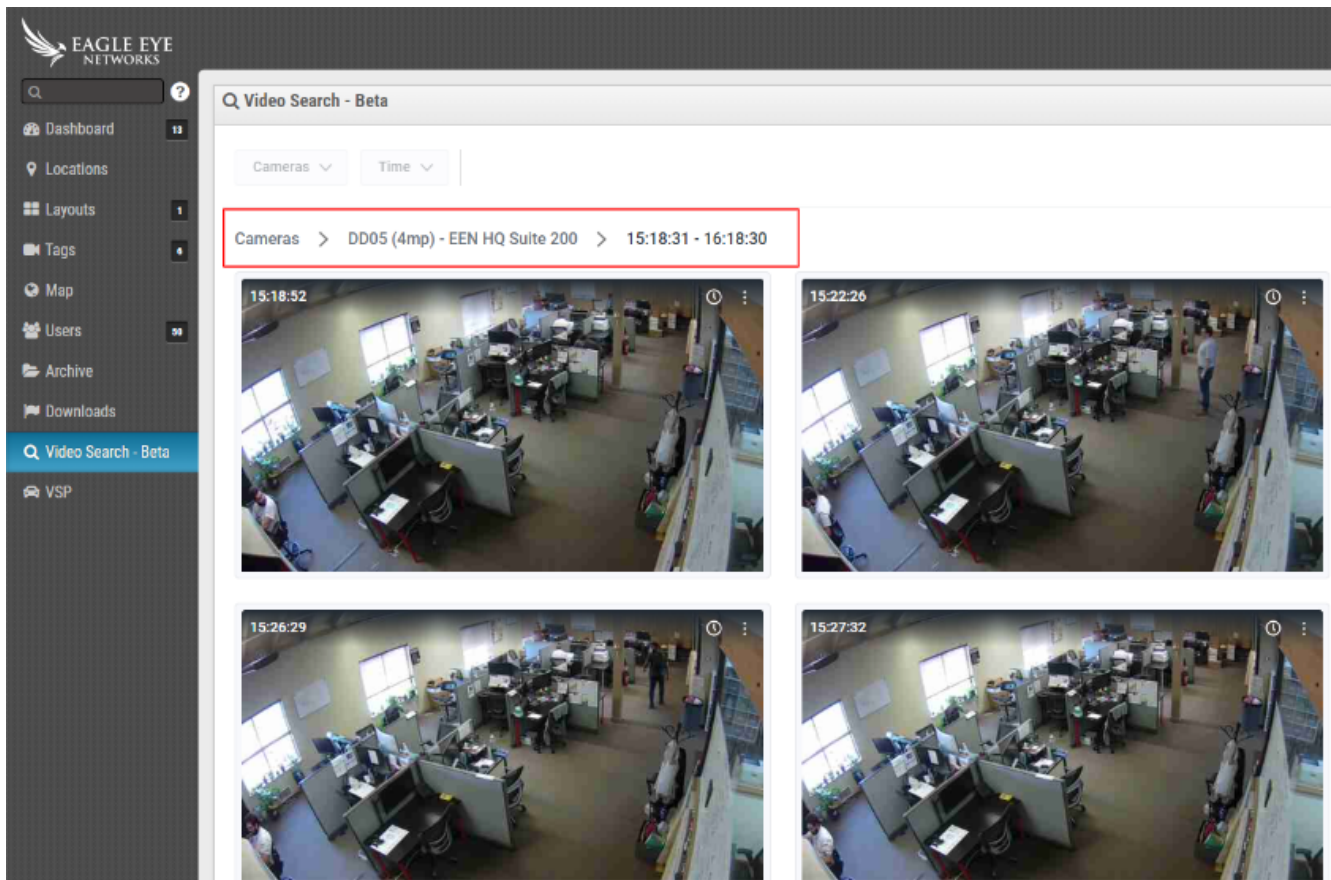 EAGLE EYE
NETWORKS
?
Dashboard 13
Locations
Layouts 1
Tags
Map
Users 50
Archive
Downloads
Video Search - Beta
VSP
Video Search - Beta
Cameras Time
Cameras > DD05 (4mp) - EEN HQ Suite 200 > 15:18:31 - 16:18:30
15:18:52
15:22:26
15:26:29
15:27:32